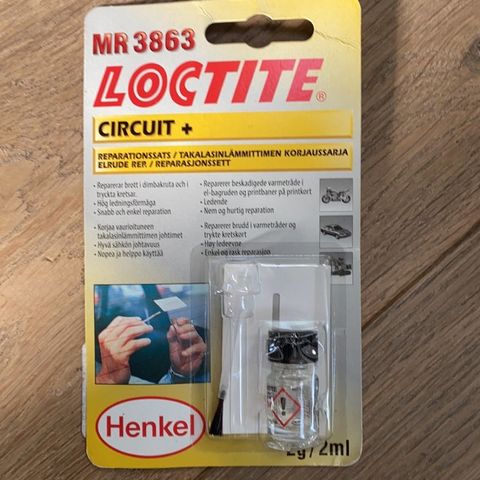 MR 3863
LOCTITE®
CIRCUIT +
REPARATIONSSATS / TAKALASINLÄMMITTIMEN KORJAUSSARJA
ELRUDE REP. / REPARASJONSSETT
• Reparerar brott i dimbakruta och i
tryckta kretsar.
• Hög ledningsförmåga
• Snabb och enkel reparation
• Korjaa vaurioituneen
takalasinlämmittimen johtimet
• Hyvä sähkön johtavuus
• Nopea ja helppo käyttää
• Reparerer beskadigede varmetråde i
el-bagruden og printbaner på printkort
• Ledende
• Nem og hurtig reparation
• Reparerer brudd i varmetråder og
trykte kretskort
• Høy ledeevne
• Enkel og rask reparasjon
Henkel
2g/2ml